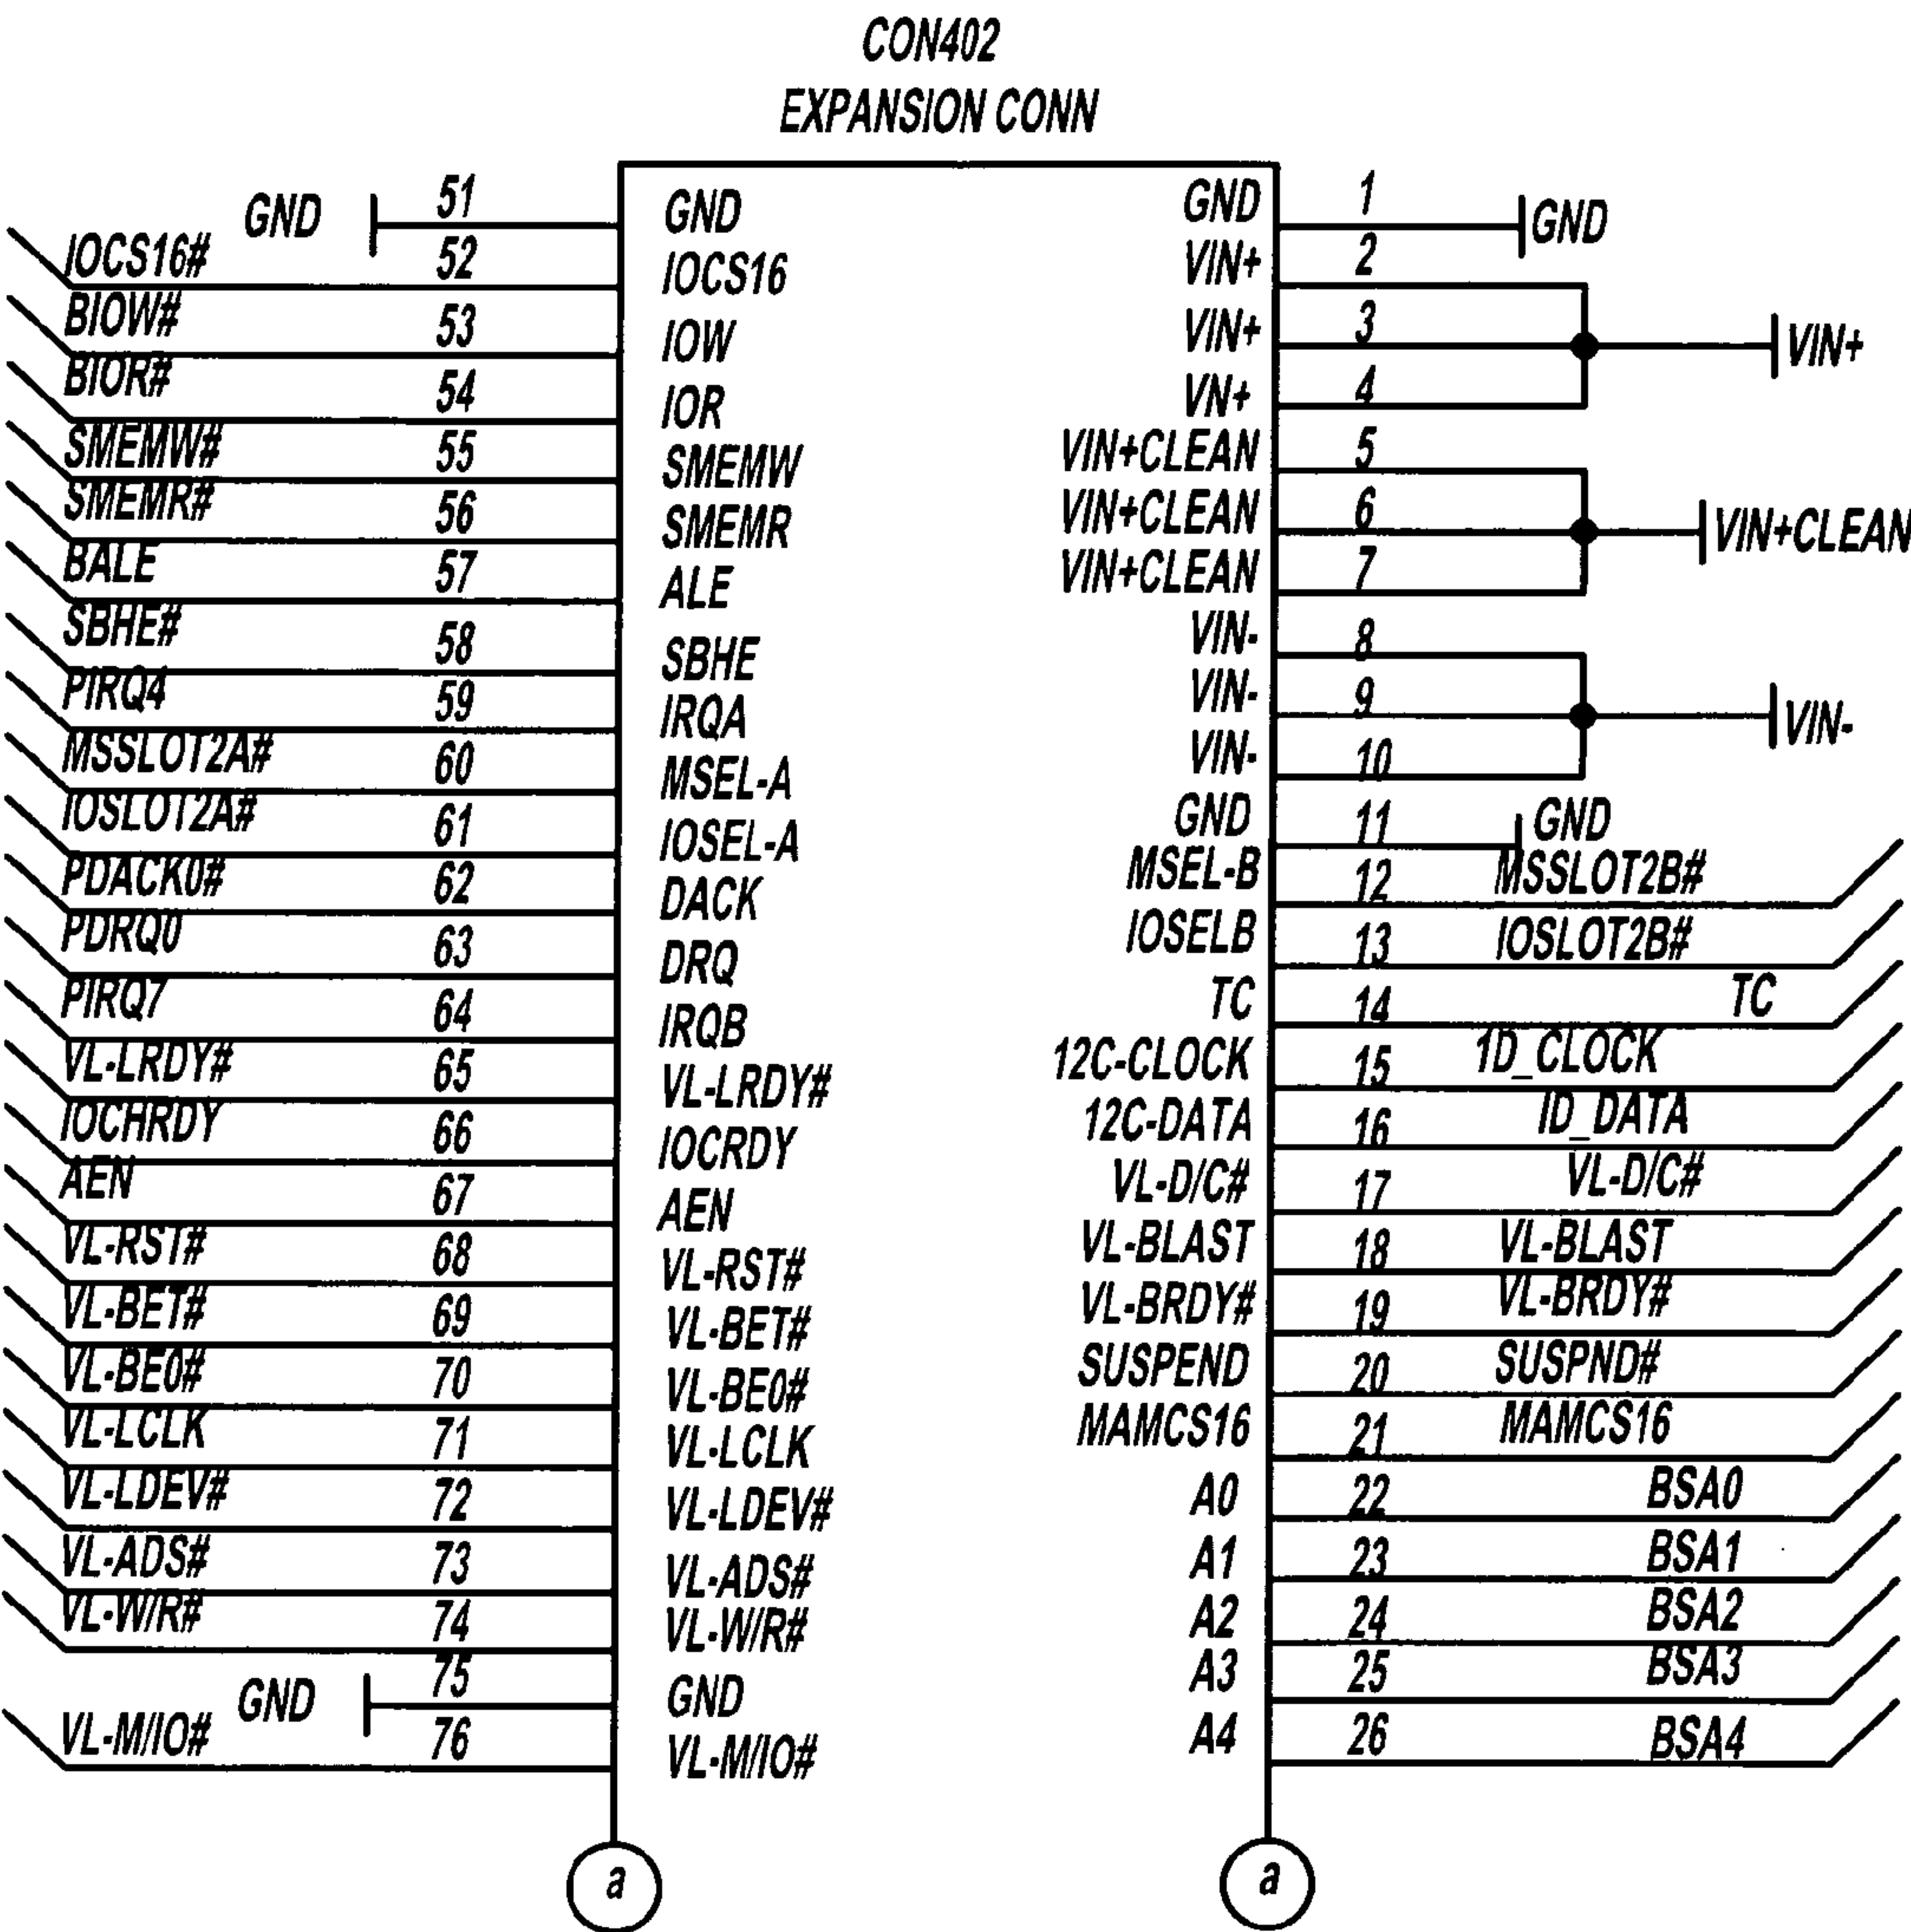 CON402
EXPANSION CONN
GND 51 GND GND 1 GND
IOCS16# 52 IOCS16 VIN+ 2
BIOW# 53 IOW VIN+ 3 VIN+
BIOR# 54 IOR VN+ 4
SMEMW# 55 SMEMW VIN+CLEAN 5
SMEMR# 56 SMEMR VIN+CLEAN 6 VIN+CLEAN
BALE 57 ALE VIN+CLEAN 7
SBHE# 58 SBHE VIN- 8
PIRQ4 59 IRQA VIN- 9 VIN-
MSSLOT2A# 60 MSEL-A VIN- 10
IOSLOT2A# 61 IOSEL-A GND 11 GND
PDACK0# 62 DACK MSEL-B 12 MSSLOT2B#
PDRQ0 63 DRQ IOSELB 13 IOSLOT2B#
PIRQ7 64 IRQB TC 14 TC
VL-LRDY# 65 VL-LRDY# 12C-CLOCK 15 1D_CLOCK
IOCHRDY 66 IOCRDY 12C-DATA 16 ID_DATA
AEN 67 AEN VL-D/C# 17 VL-D/C#
VL-RST# 68 VL-RST# VL-BLAST 18 VL-BLAST
VL-BET# 69 VL-BET# VL-BRDY# 19 VL-BRDY#
VL-BE0# 70 VL-BE0# SUSPEND 20 SUSPND#
VL-LCLK 71 VL-LCLK MAMCS16 21 MAMCS16
VL-LDEV# 72 VL-LDEV# A0 22 BSA0
VL-ADS# 73 VL-ADS# A1 23 BSA1
VL-W/R# 74 VL-W/R# A2 24 BSA2
GND 75 GND A3 25 BSA3
VL-M/IO# 76 VL-M/IO# A4 26 BSA4
a a